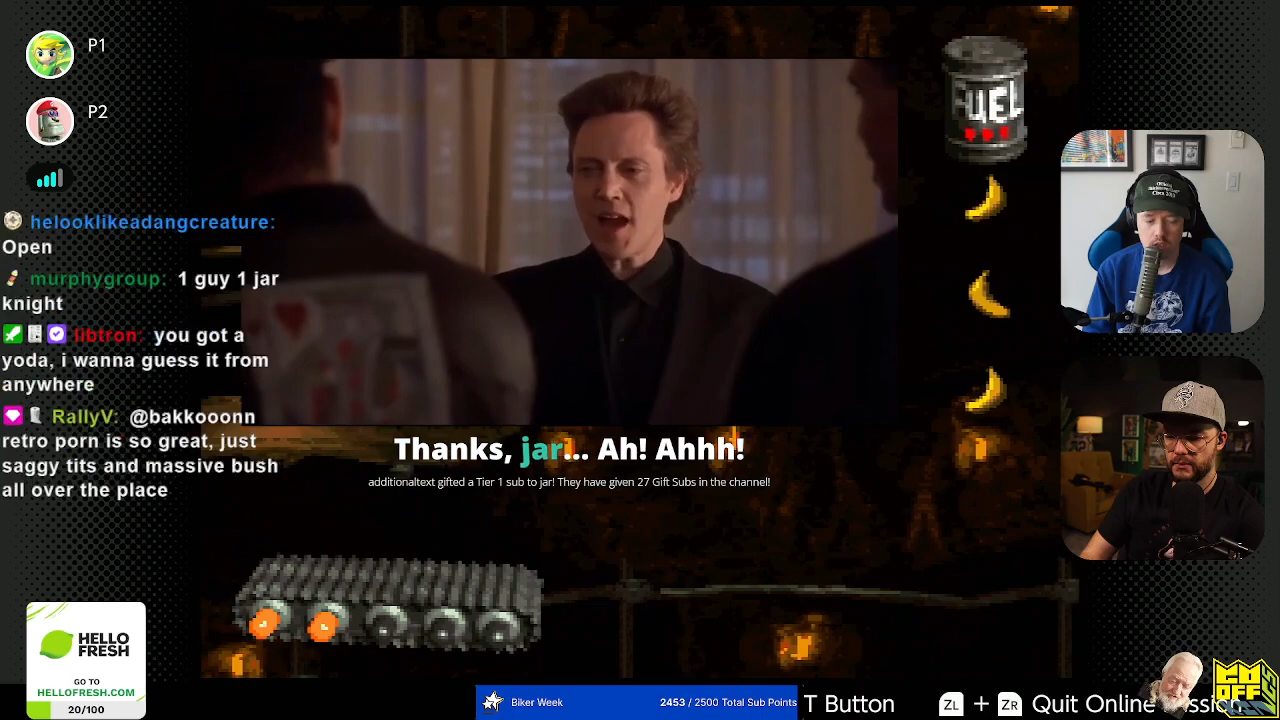 P1
P2
helooklikeadangcreature:
Open
murphygroup: 1 guy 1 jar
knight
libtron: you got a
yoda, i wanna guess it from
anywhere
RallyV: @bakkooonn
retro porn is so great, just
saggy tits and massive bush
all over the place
FUEL
Thanks, jar... Ah! Ahhh!
additionaltext gifted a Tier 1 sub to jar! They have given 27 Gift Subs in the channel!
HELLO
FRESH
GO TO
HELLOFRESH.COM
20/100
Biker Week 2453 / 2500 Total Sub Points
T Button
ZL + ZR Quit Online
GO
OFF